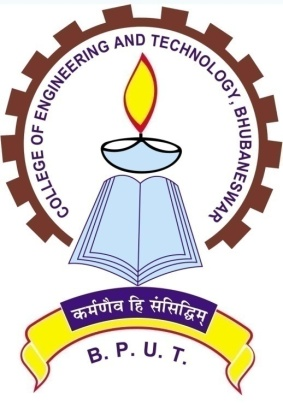 COLLEGE OF ENGINEERING AND TECHNOLOGY, BHUBANESWAR
कर्मणैव हि संसिद्धिम्
B. P. U. T.